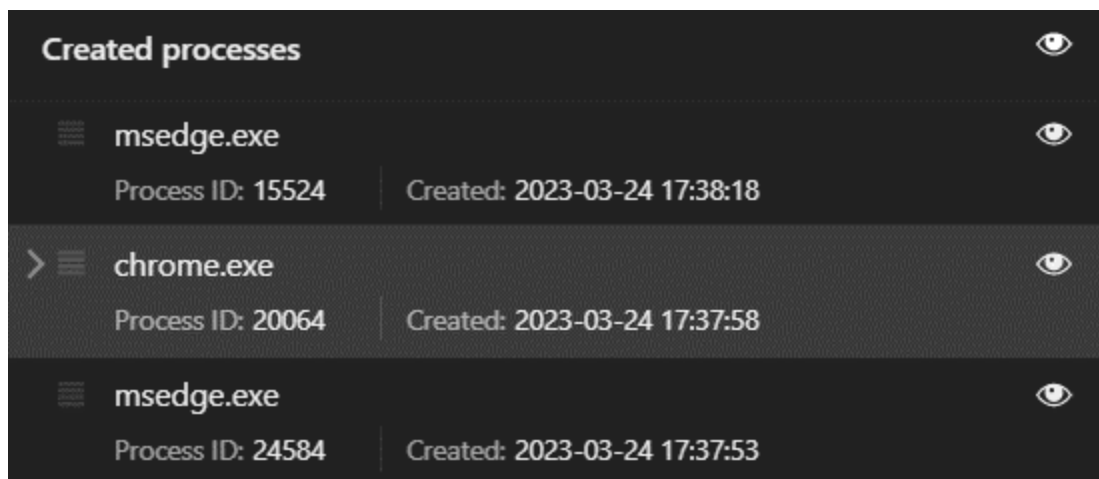 Created processes
msedge.exe
Process ID: 15524 Created: 2023-03-24 17:38:18
chrome.exe
Process ID: 20064 Created: 2023-03-24 17:37:58
msedge.exe
Process ID: 24584 Created: 2023-03-24 17:37:53